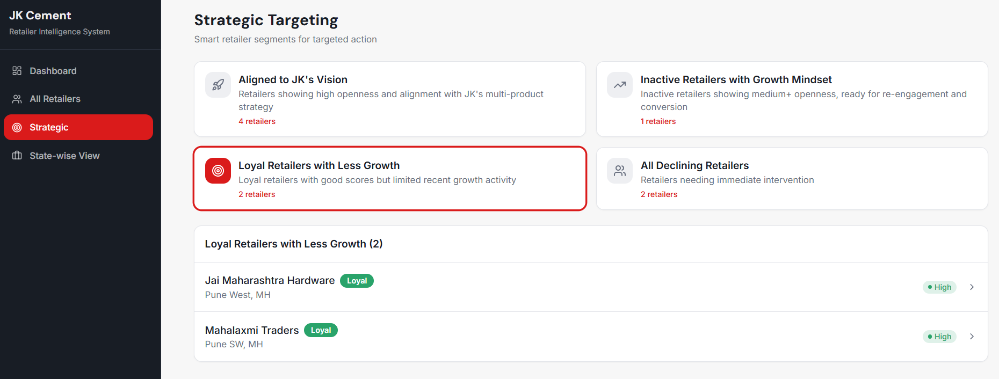 JK Cement
Retailer Intelligence System
Dashboard
All Retailers
Strategic
State-wise View
Strategic Targeting
Smart retailer segments for targeted action
Aligned to JK's Vision
Retailers showing high openness and alignment with JK's multi-product
strategy
4 retailers
Inactive Retailers with Growth Mindset
Inactive retailers showing medium+ openness, ready for re-engagement and
conversion
1 retailers
Loyal Retailers with Less Growth
Loyal retailers with good scores but limited recent growth activity
2 retailers
All Declining Retailers
Retailers needing immediate intervention
2 retailers
Loyal Retailers with Less Growth (2)
Jai Maharashtra Hardware Loyal
Pune West, MH
High
Mahalaxmi Traders Loyal
Pune SW, MH
High